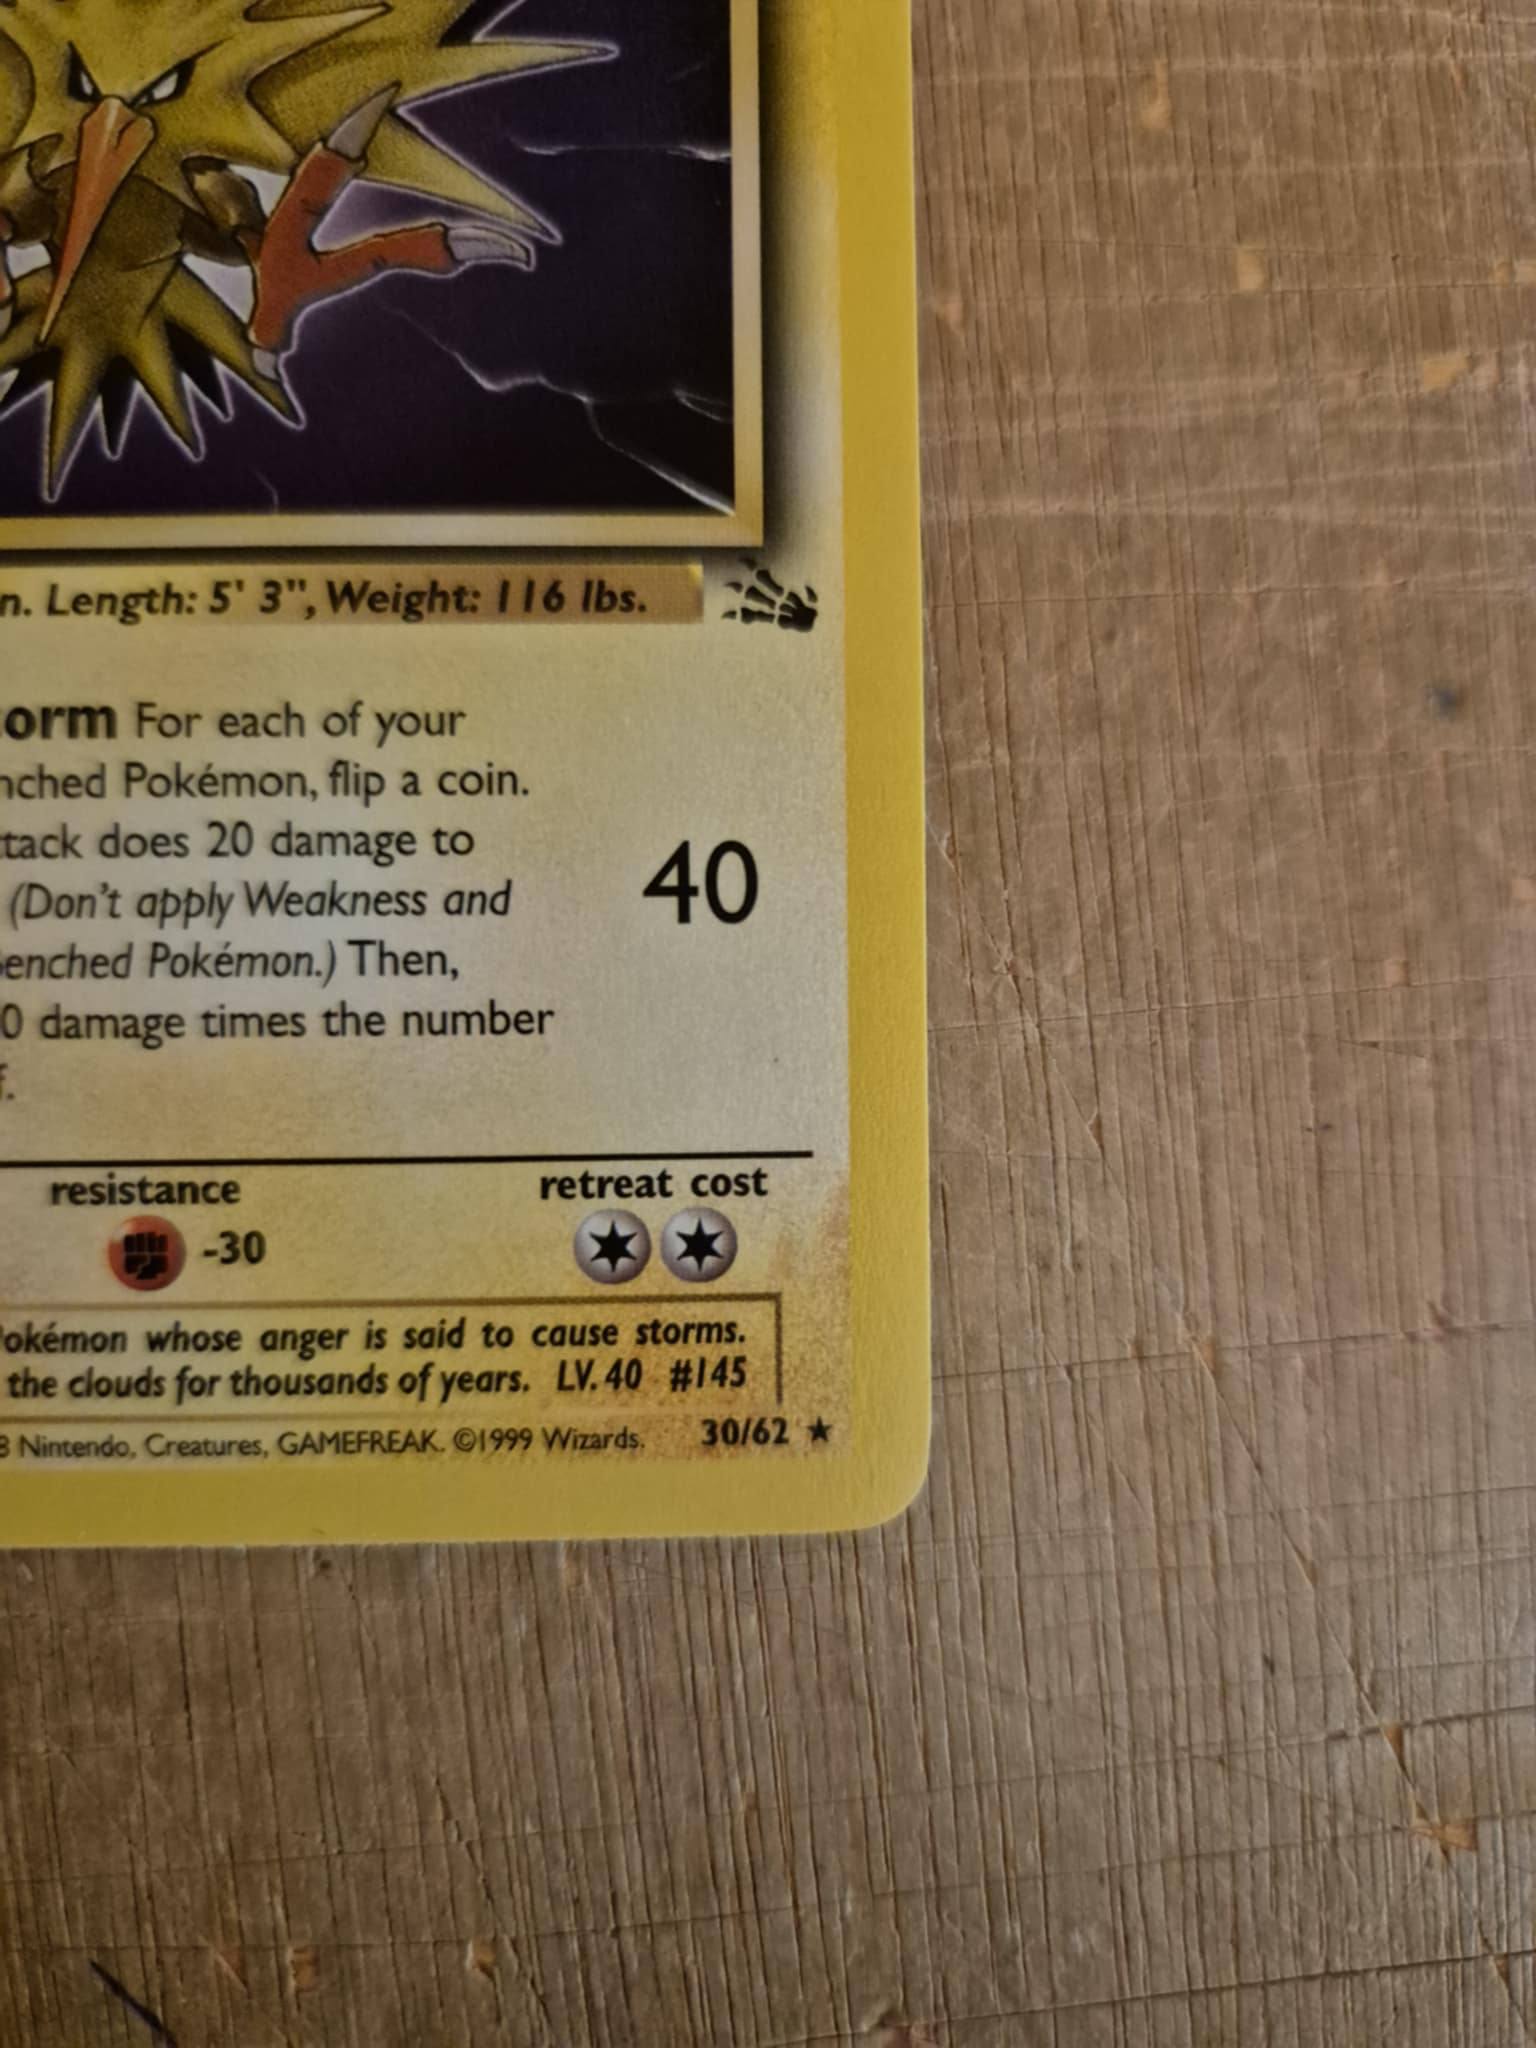 n. Length: 5' 3", Weight: 116 lbs.
orm For each of your
nched Pokémon, flip a coin.
ttack does 20 damage to
(Don't apply Weakness and
enched Pokémon.) Then,
40
0 damage times the number
f.
resistance
retreat cost
-30
Pokémon whose anger is said to cause storms.
the clouds for thousands of years. LV. 40 #145
8 Nintendo, Creatures, GAMEFREAK. ©1999 Wizards. 30/62 ★